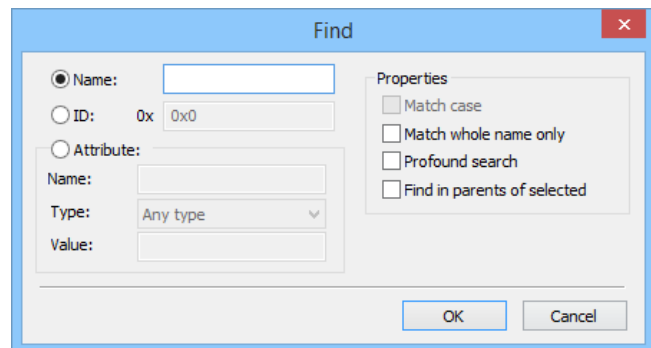 Find
Name:
ID: 0x 0x0
Attribute:
Name:
Type: Any type
Value:
Properties
Match case
Match whole name only
Profound search
Find in parents of selected
OK Cancel